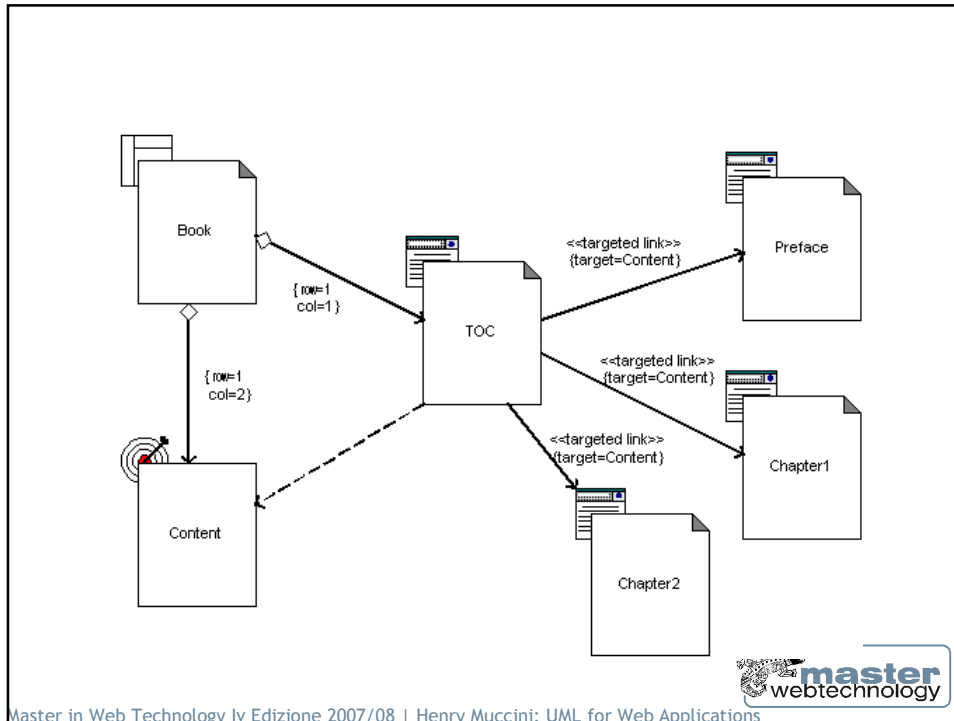 Book
<<targeted link>>
{target=Content}
Preface
{ row=1
col=1 }
TOC
<<targeted link>>
{target=Content}
{ row=1
col=2}
<<targeted link>>
{target=Content}
Chapter1
Content
Chapter2
master
webtechnology
Master in Web Technology Iv Edizione 2007/08 | Henry Muccini: UML for Web Applications